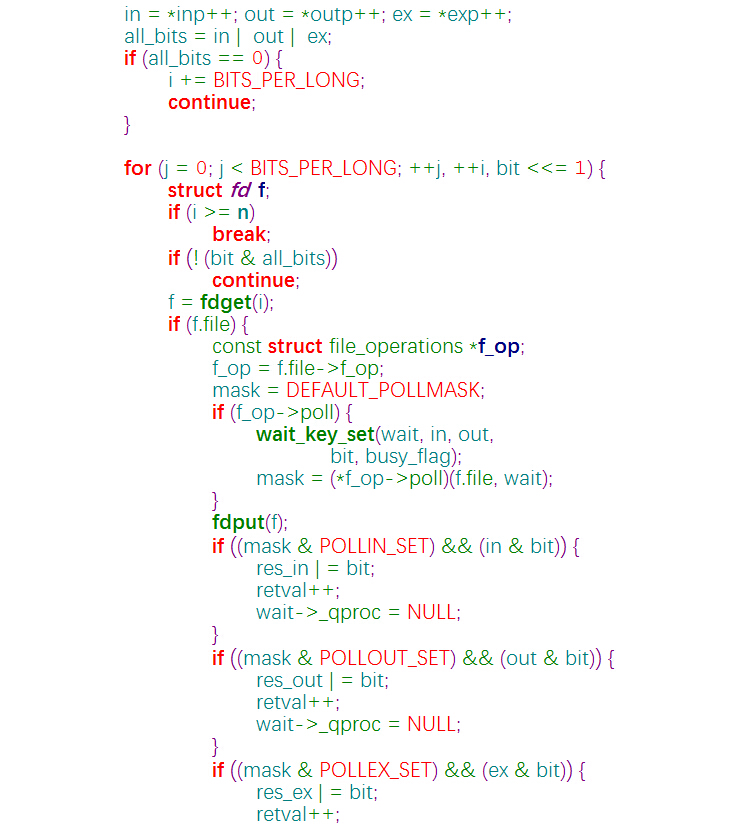 in = *inp++; out = *outp++; ex = *exp++;
all_bits = in | out | ex;
if (all_bits == 0) {
i += BITS_PER_LONG;
continue;
}
for (j = 0; j < BITS_PER_LONG; ++j, ++i, bit <<= 1) {
struct fd f;
if (i >= n)
break;
if (! (bit & all_bits))
continue;
f = fdget(i);
if (f.file) {
const struct file_operations *f_op;
f_op = f.file->f_op;
mask = DEFAULT_POLLMASK;
if (f_op->poll) {
wait_key_set(wait, in, out,
bit, busy_flag);
mask = (*f_op->poll)(f.file, wait);
}
fdput(f);
if ((mask & POLLIN_SET) && (in & bit)) {
res_in | = bit;
retval++;
wait->_qproc = NULL;
}
if ((mask & POLLOUT_SET) && (out & bit)) {
res_out | = bit;
retval++;
wait->_qproc = NULL;
}
if ((mask & POLLEX_SET) && (ex & bit)) {
res_ex | = bit;
retval++;